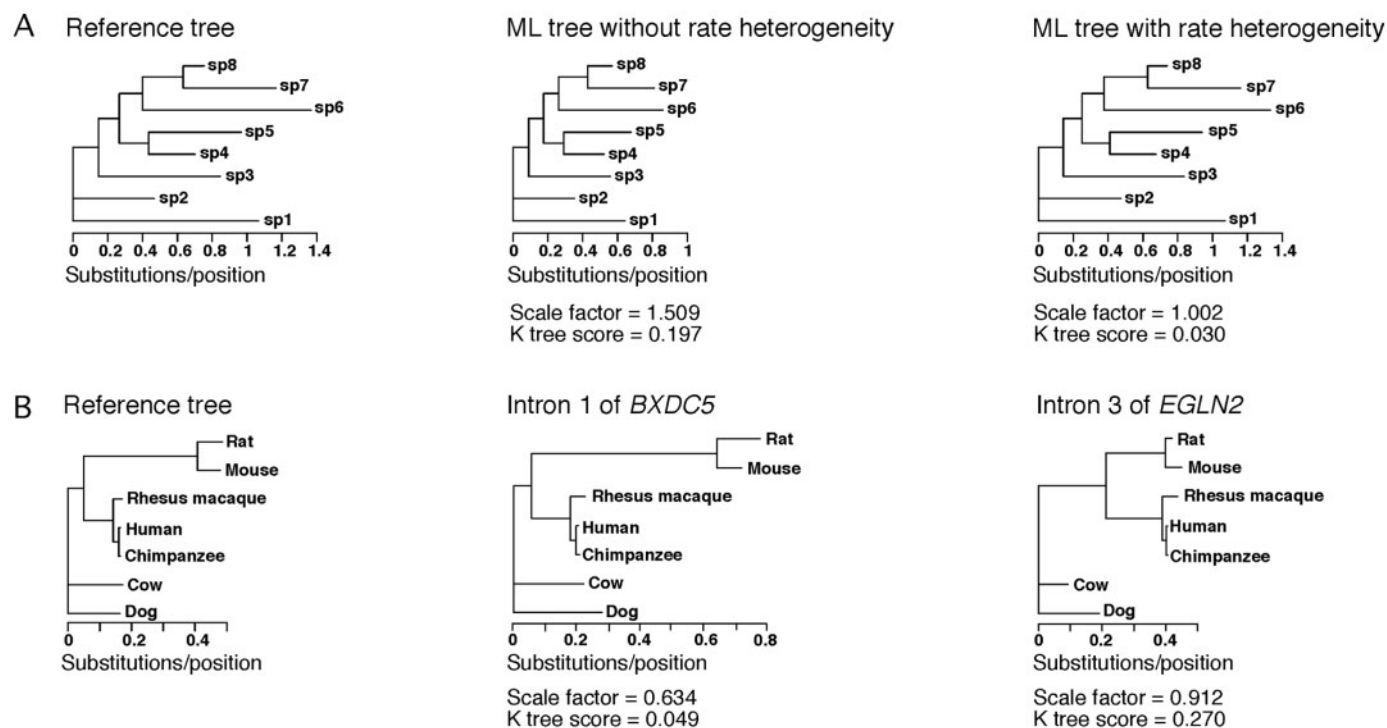 A
Reference tree
sp8
sp7
sp6
sp5
sp4
sp3
sp2
sp1
0 0.2 0.4 0.6 0.8 1 1.2 1.4
Substitutions/position
ML tree without rate heterogeneity
sp8
sp7
sp6
sp5
sp4
sp3
sp2
sp1
0 0.2 0.4 0.6 0.8 1
Substitutions/position
Scale factor = 1.509
K tree score = 0.197
ML tree with rate heterogeneity
sp8
sp7
sp6
sp5
sp4
sp3
sp2
sp1
0 0.2 0.4 0.6 0.8 1 1.2 1.4
Substitutions/position
Scale factor = 1.002
K tree score = 0.030
B
Reference tree
Rat
Mouse
Rhesus macaque
Human
Chimpanzee
Cow
Dog
0 0.2 0.4
Substitutions/position
Intron 1 of BXDC5
Rat
Mouse
Rhesus macaque
Human
Chimpanzee
Cow
Dog
0 0.2 0.4 0.6 0.8
Substitutions/position
Scale factor = 0.634
K tree score = 0.049
Intron 3 of EGLN2
Rat
Mouse
Rhesus macaque
Human
Chimpanzee
Cow
Dog
0 0.2 0.4
Substitutions/position
Scale factor = 0.912
K tree score = 0.270